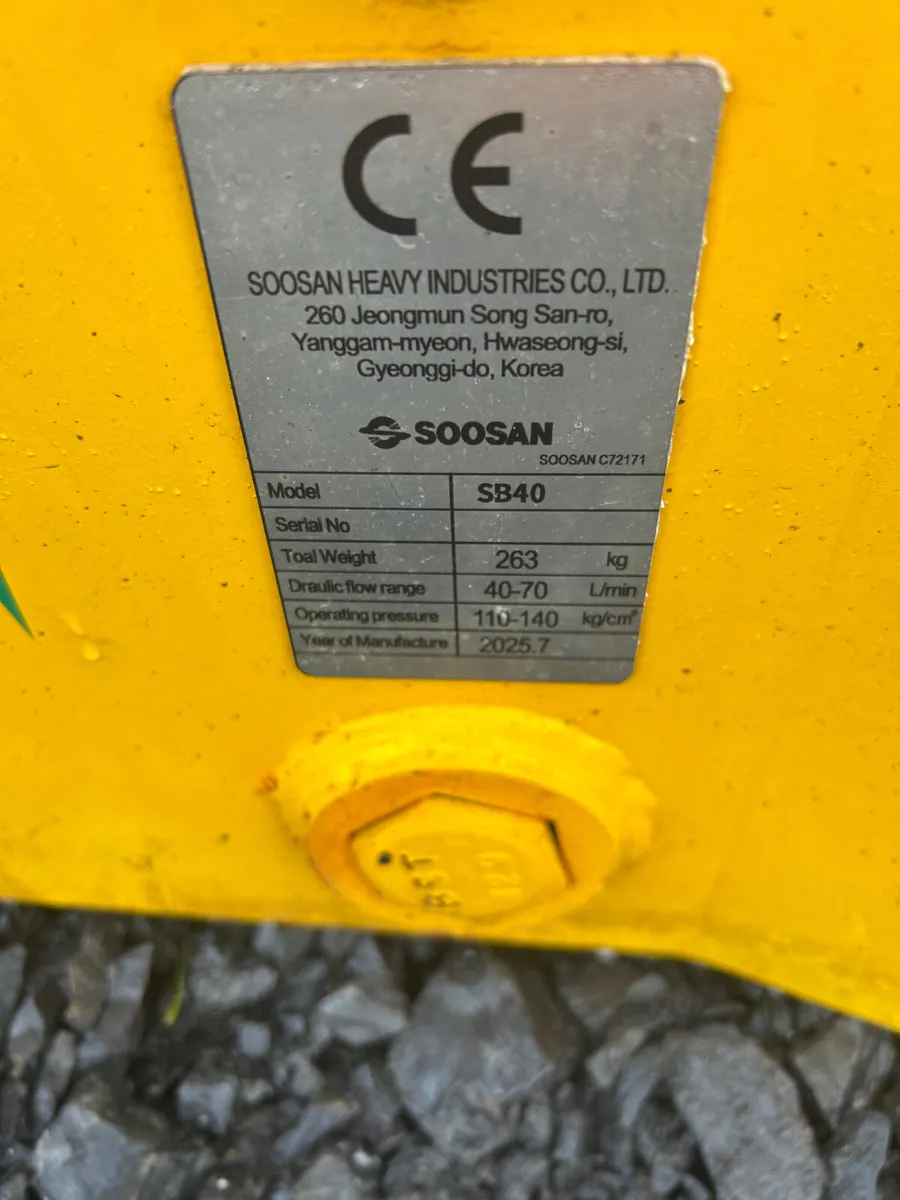 CE
SOOSAN HEAVY INDUSTRIES CO., LTD.
260 Jeongmun Song San-ro,
Yanggam-myeon, Hwaseong-si,
Gyeonggi-do, Korea
SOOSAN
SOOSAN C72171
Model SB40
Serial No
Toal Weight 263 kg
Draulic flow range 40-70 L/min
Operating pressure 110-140 kg/cm²
Year of Manufacture 2025.7